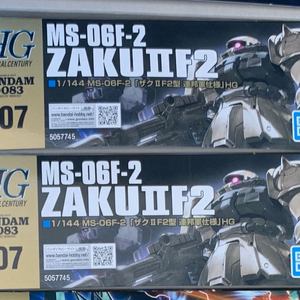 HG
UNIVERSALCENTURY
GUNDAM
0083
07
MS-06F-2
ZAKUⅡF2
■1/144 MS-06F-2「ザクⅡF2型 連邦軍仕様」HG
5057745
HG
CENTURY
GUNDAM
0083
07
MS-06F-2
ZAKUⅡF2
■1/144 MS-06F-2「ザクⅡF2型 連邦軍仕様」HG
5057745